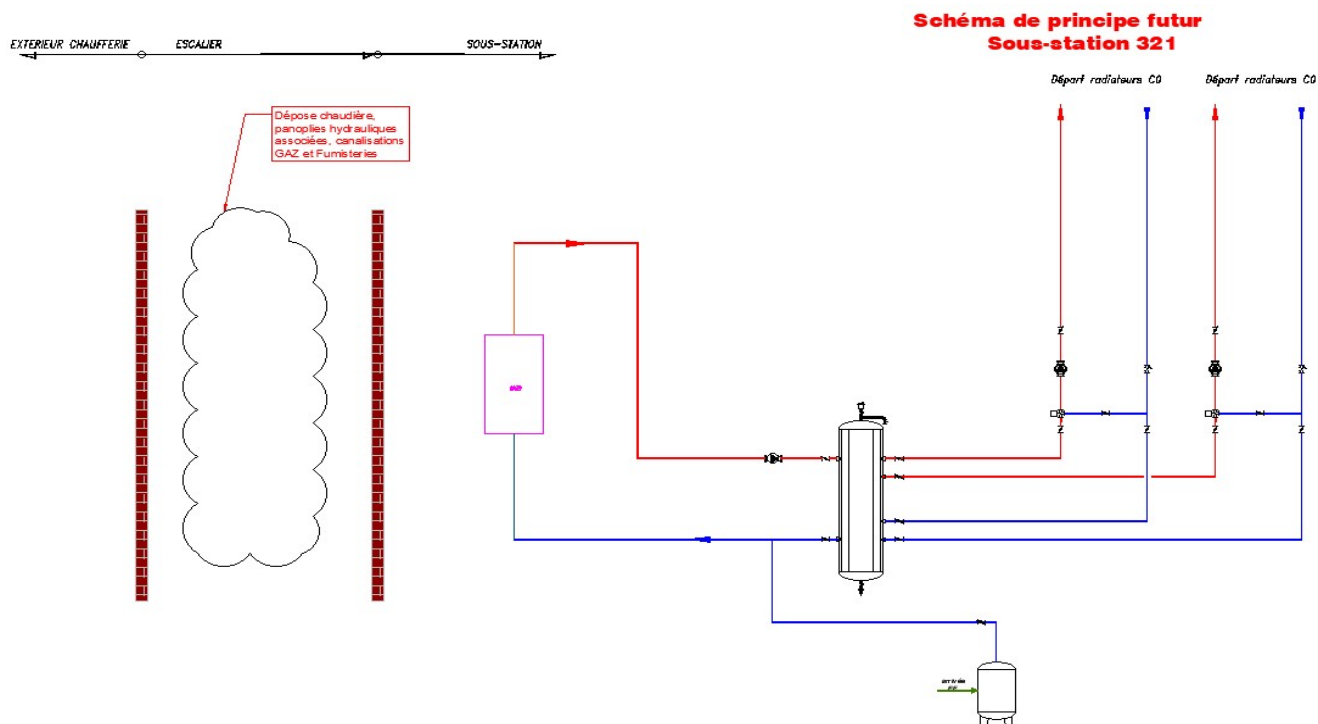 Schéma de principe futur
Sous-station 321
EXTERIEUR CHAUFFERIE
ESCALIER
SOUS-STATION
Départ radiateurs CO
Départ radiateurs CO
Dépose chaudière,
panoplies hydrauliques
associées, canalisations
GAZ et Fumisteries
arrivée